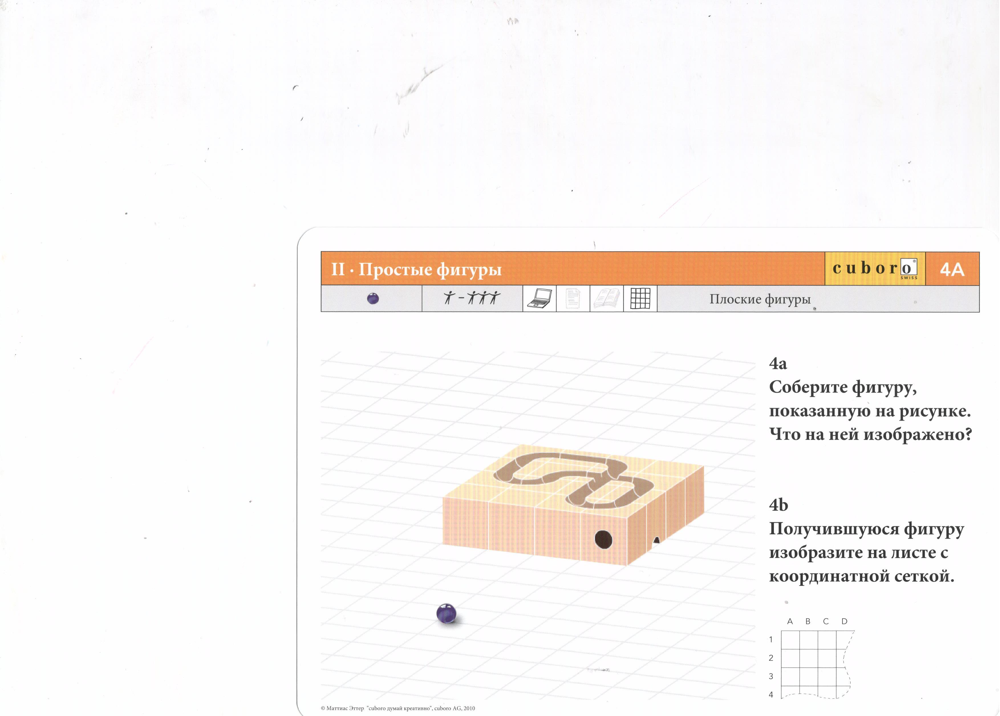 II · Простые фигуры
cuboro®
SWISS
4A
Плоские фигуры
4a
Соберите фигуру,
показанную на рисунке.
Что на ней изображено?
4b
Получившуюся фигуру
изобразите на листе с
координатной сеткой.
A B C D
1
2
3
4
© Маттиас Эттер "cuboro думай креативно", cuboro AG, 2010